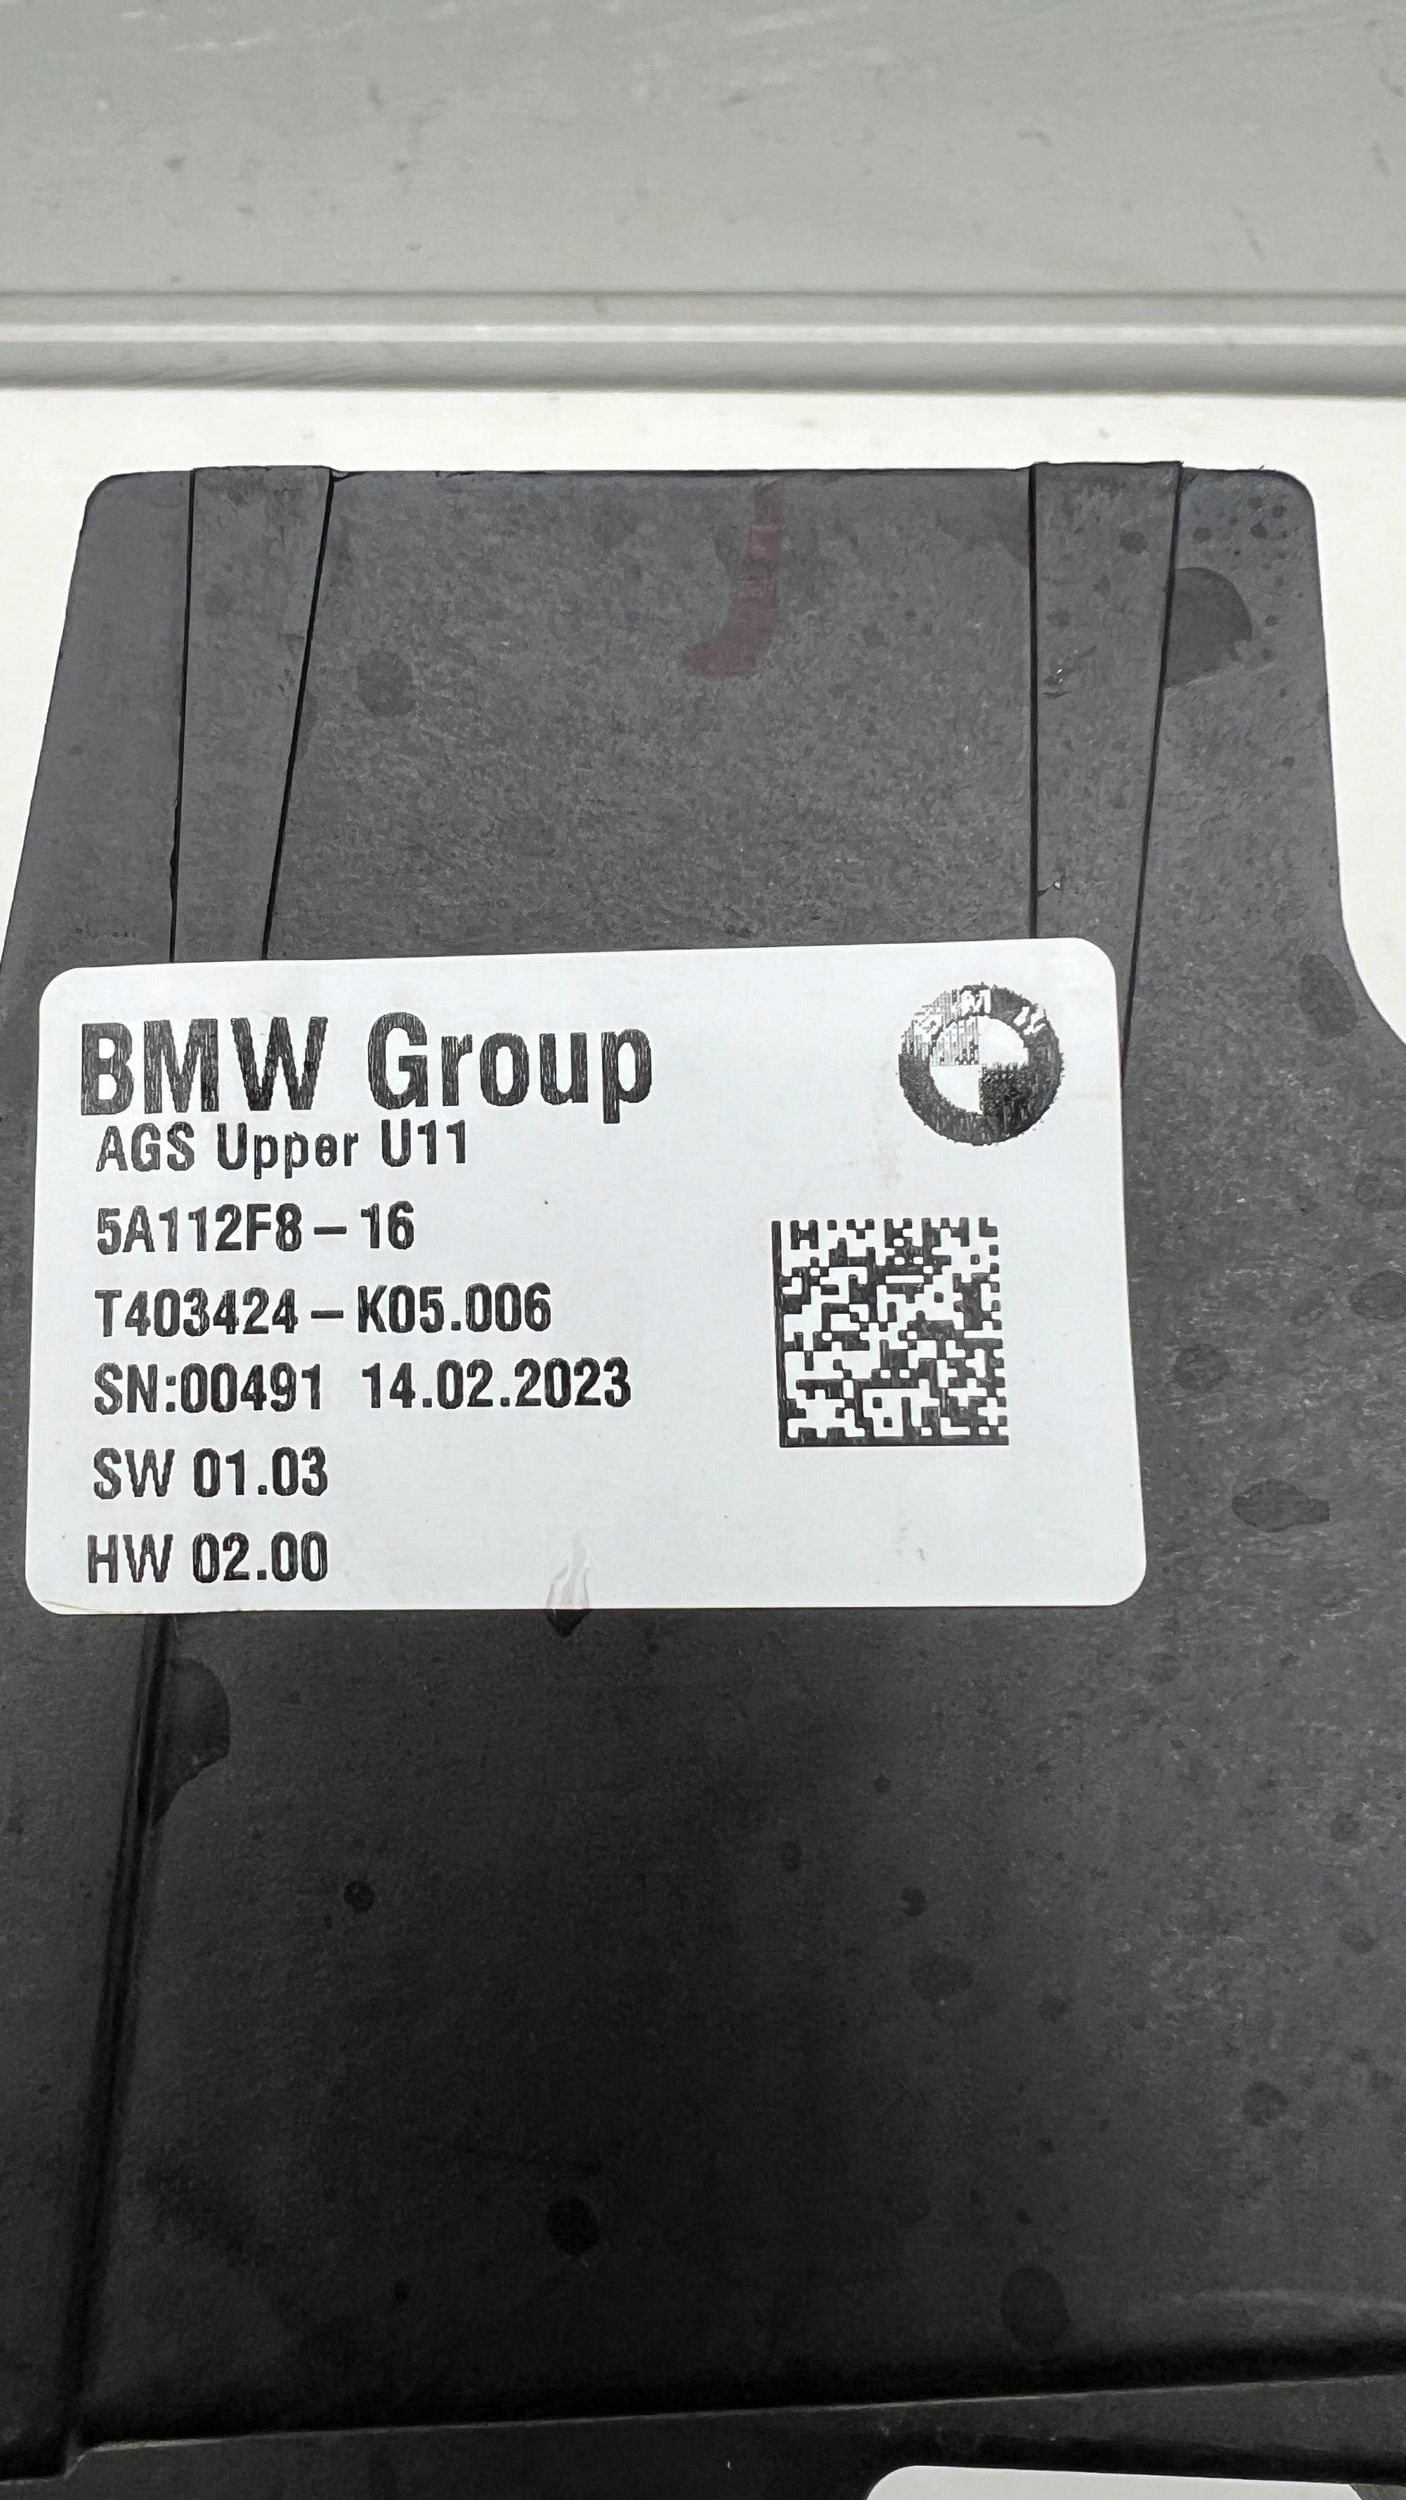 BMW Group
AGS Upper U11
5A112F8-16
T403424-K05.006
SN:00491 14.02.2023
SW 01.03
HW 02.00